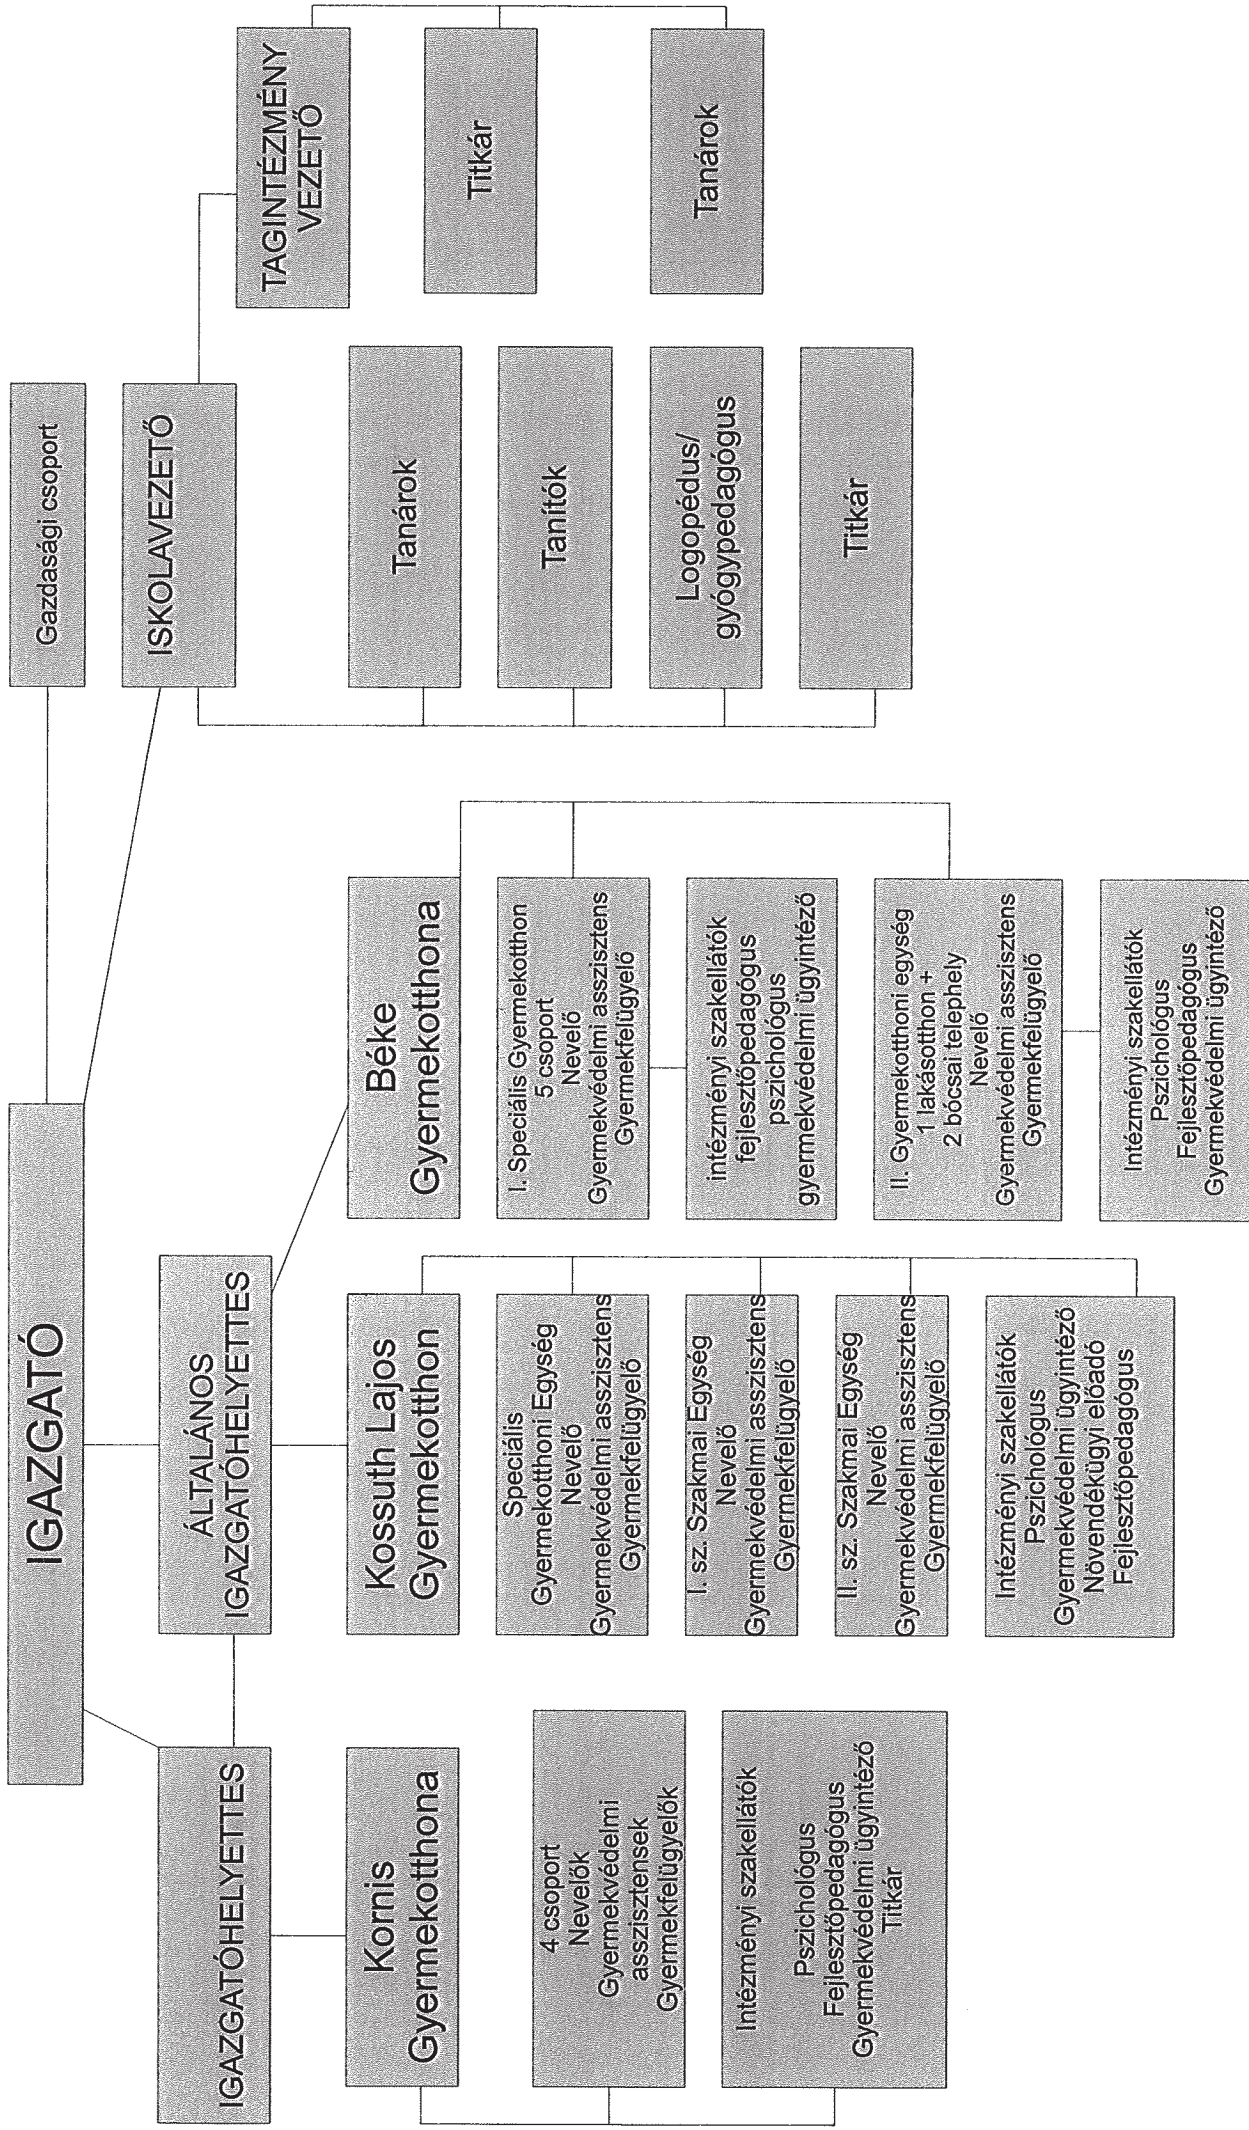 IGAZGATÓ
Gazdasági csoport
IGAZGATÓHELYETTES
ÁLTALÁNOS
IGAZGATÓHELYETTES
ISKOLAVEZETŐ
TAGINTÉZMÉNY
VEZETŐ
Kornis
Gyermekotthona
4 csoport
Nevelők
Gyermekvédelmi
asszisztensek
Gyermekfelügyelők
Intézményi szakellátók
Pszichológus
Fejlesztőpedagógus
Gyermekvédelmi ügyintéző
Titkár
Kossuth Lajos
Gyermekotthon
Speciális
Gyermekotthoni Egység
Nevelő
Gyermekvédelmi asszisztens
Gyermekfelügyelő
I. sz. Szakmai Egység
Nevelő
Gyermekvédelmi asszisztens
Gyermekfelügyelő
II. sz. Szakmai Egység
Nevelő
Gyermekvédelmi asszisztens
Gyermekfelügyelő
Intézményi szakellátók
Pszichológus
Gyermekvédelmi ügyintéző
Növendékügyi előadó
Fejlesztőpedagógus
Béke
Gyermekotthona
I. Speciális Gyermekotthon
5 csoport
Nevelő
Gyermekvédelmi asszisztens
Gyermekfelügyelő
intézményi szakellátók
fejlesztőpedagógus
pszichológus
gyermekvédelmi ügyintéző
II. Gyermekotthoni egység
1 lakásotthon +
2 bócsai telephely
Nevelő
Gyermekvédelmi asszisztens
Gyermekfelügyelő
Intézményi szakellátók
Pszichológus
Fejlesztőpedagógus
Gyermekvédelmi ügyintéző
Tanárok
Tanítók
Logopédus/
gyógypedagógus
Titkár
Titkár
Tanárok